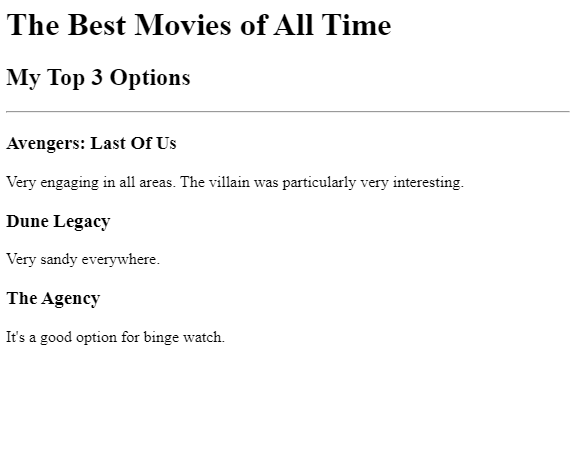 The Best Movies of All Time
My Top 3 Options
Avengers: Last Of Us
Very engaging in all areas. The villain was particularly very interesting.
Dune Legacy
Very sandy everywhere.
The Agency
It's a good option for binge watch.